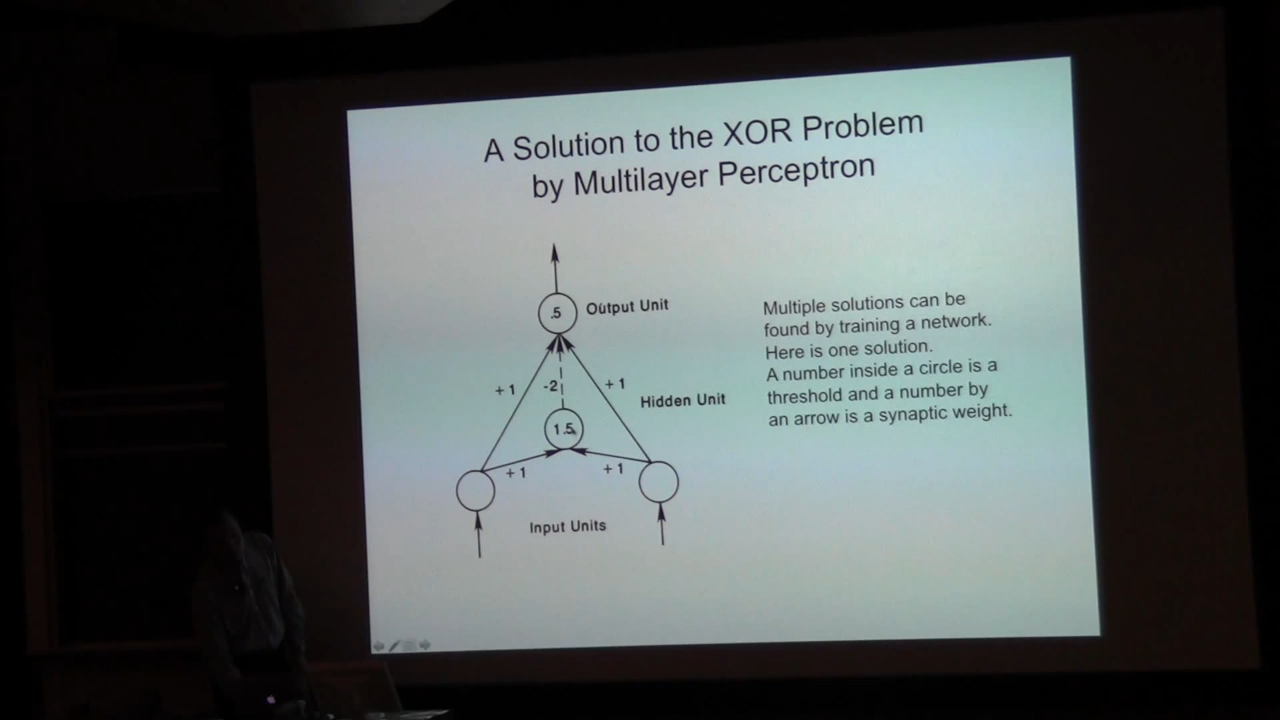 A Solution to the XOR Problem
by Multilayer Perceptron
.5
Output Unit
+1
-2
+1
Hidden Unit
1.5
+1
+1
Input Units
Multiple solutions can be
found by training a network.
Here is one solution.
A number inside a circle is a
threshold and a number by
an arrow is a synaptic weight.